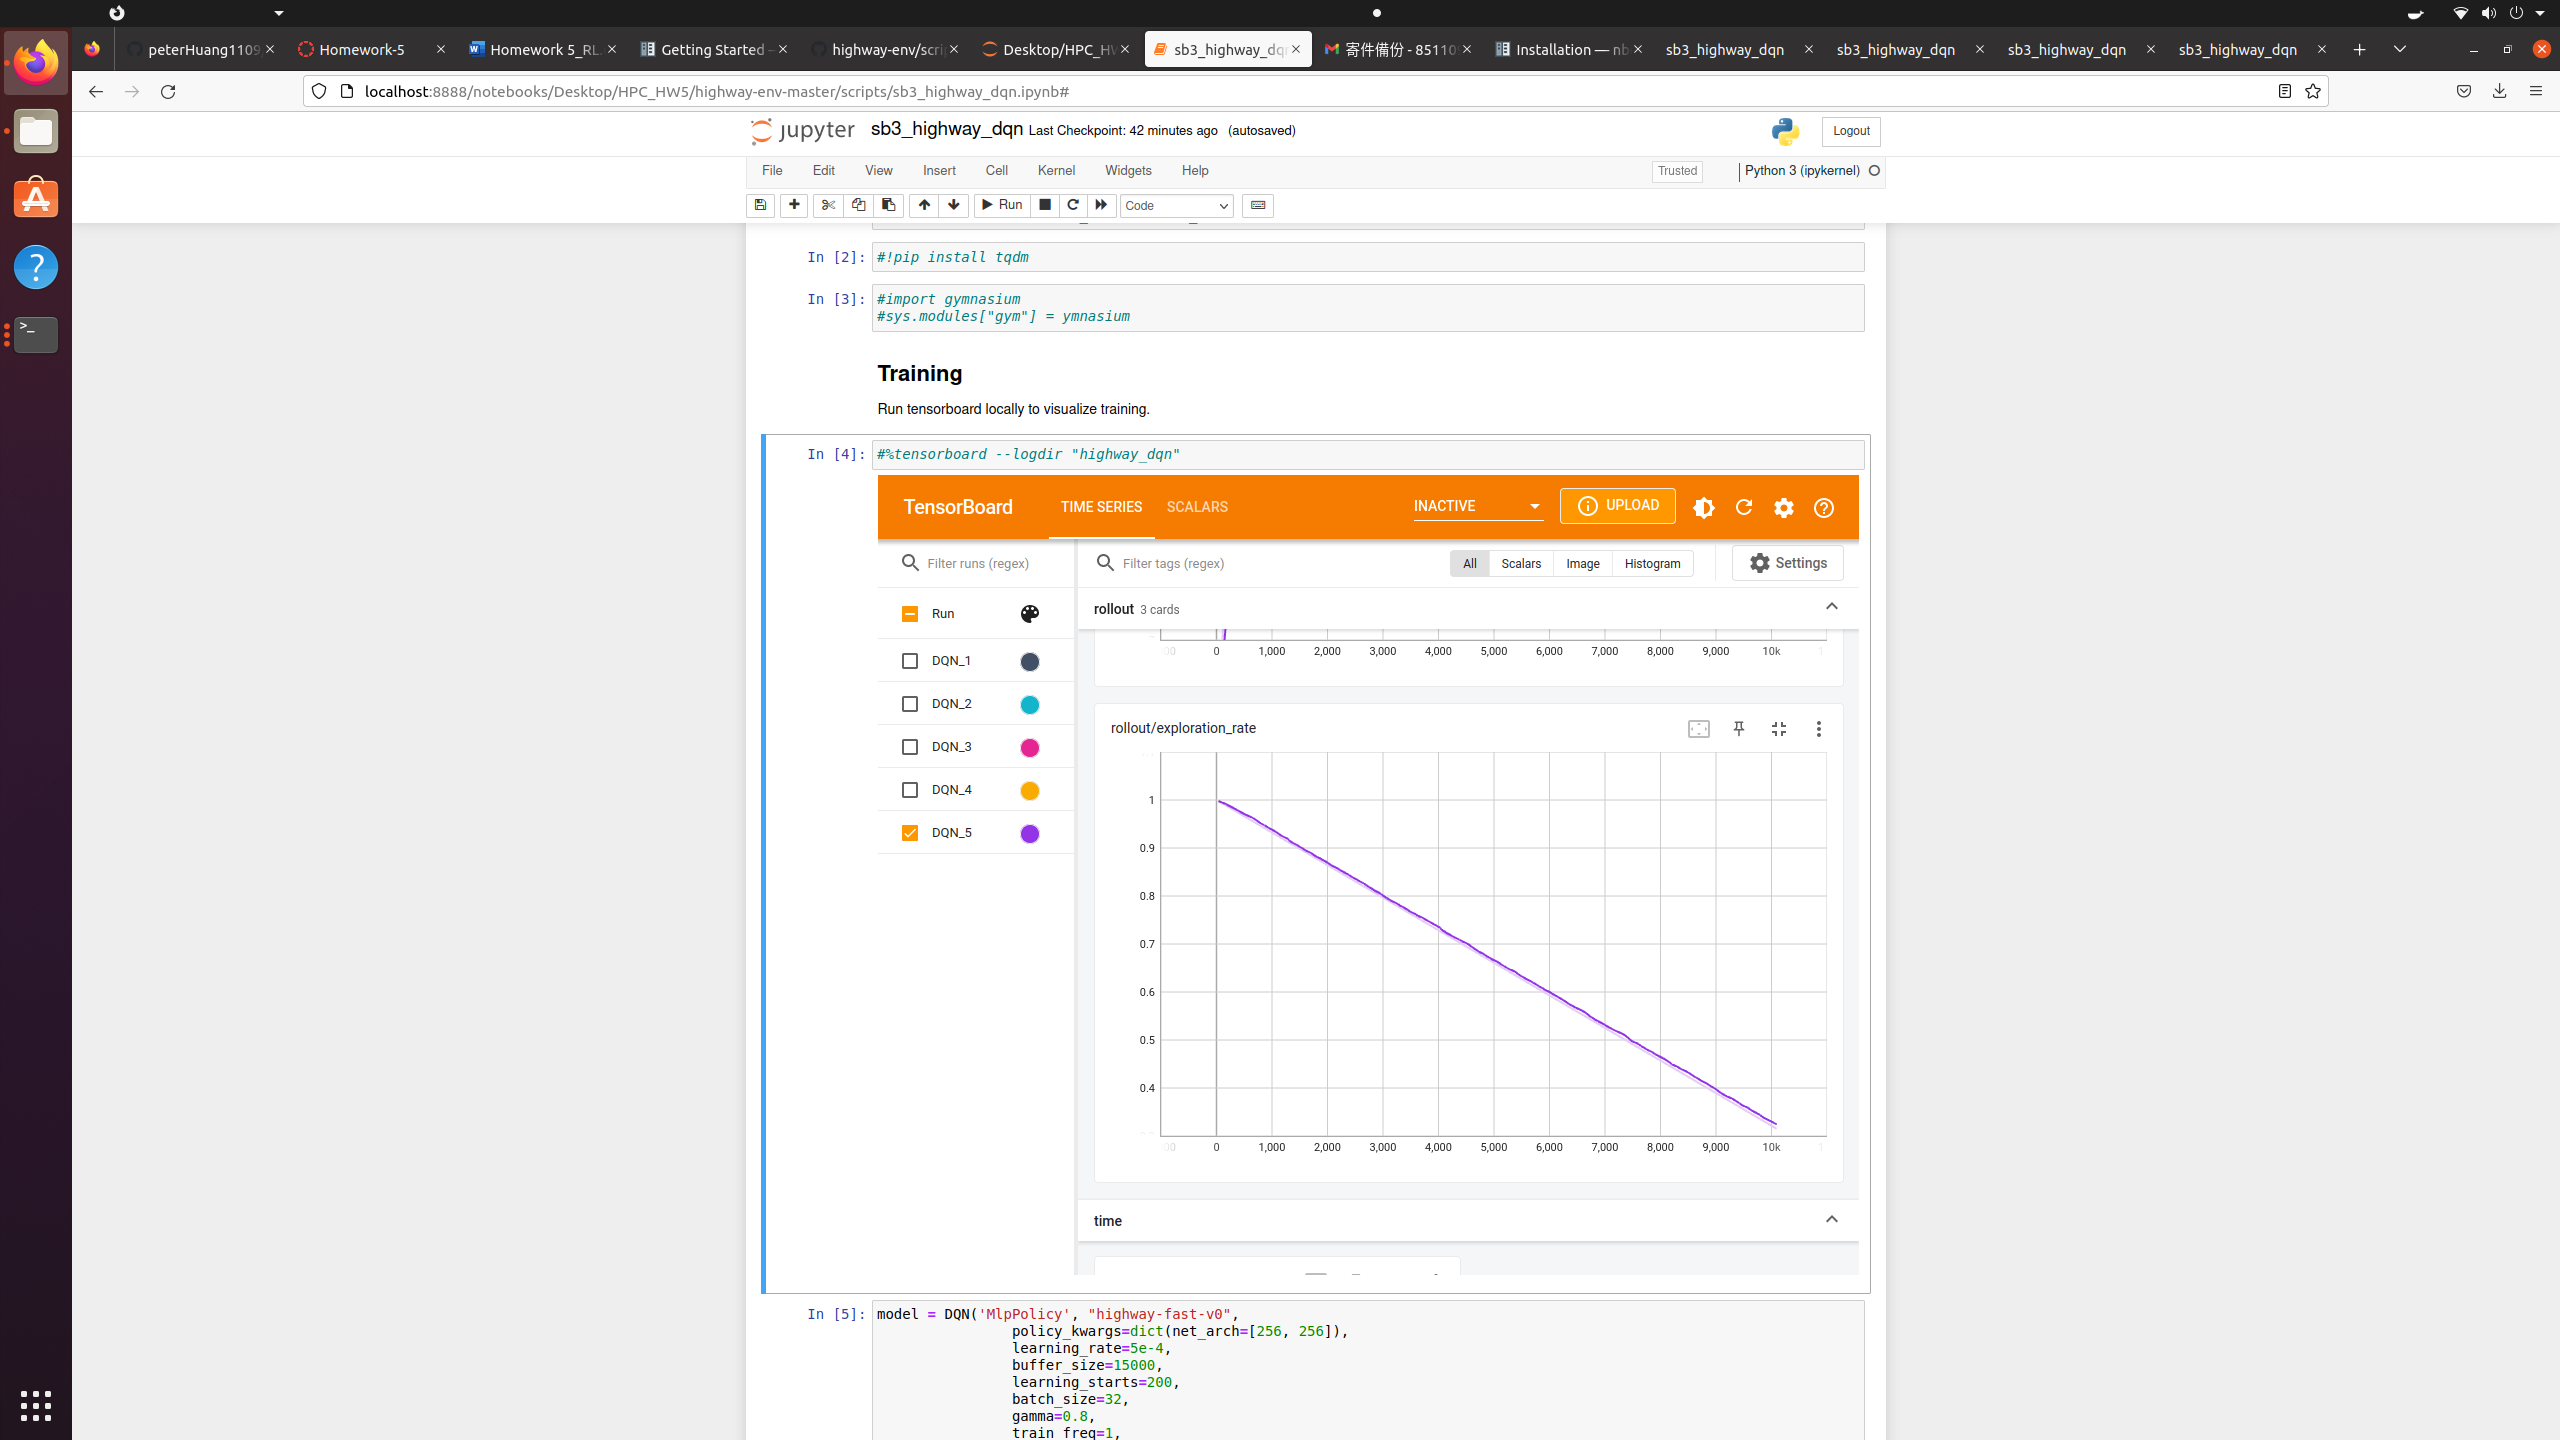 peterHuang1109
Homework-5
Homework 5_RL.
Getting Started -
highway-env/scri
Desktop/HPC_HW
sb3_highway_dq
寄件備份 - 85110
Installation — nb
sb3_highway_dqn
sb3_highway_dqn
sb3_highway_dqn
sb3_highway_dqn
localhost:8888/notebooks/Desktop/HPC_HW5/highway-env-master/scripts/sb3_highway_dqn.ipynb#
jupyter sb3_highway_dqn Last Checkpoint: 42 minutes ago (autosaved)
Logout
File Edit View Insert Cell Kernel Widgets Help
Trusted
Python 3 (ipykernel)
Run
Code
In [2]: #!pip install tqdm
In [3]: #import gymnasium
#sys.modules["gym"] = ymnasium
Training
Run tensorboard locally to visualize training.
In [4]: #%tensorboard --logdir "highway_dqn"
TensorBoard TIME SERIES SCALARS INACTIVE UPLOAD
Filter runs (regex)
Filter tags (regex)
All Scalars Image Histogram
Settings
Run
DQN_1
DQN_2
DQN_3
DQN_4
DQN_5
rollout 3 cards
0 1,000 2,000 3,000 4,000 5,000 6,000 7,000 8,000 9,000 10k
rollout/exploration_rate
1
0.9
0.8
0.7
0.6
0.5
0.4
0 1,000 2,000 3,000 4,000 5,000 6,000 7,000 8,000 9,000 10k
time
In [5]: model = DQN('MlpPolicy', "highway-fast-v0",
policy_kwargs=dict(net_arch=[256, 256]),
learning_rate=5e-4,
buffer_size=15000,
learning_starts=200,
batch_size=32,
gamma=0.8,
train_freq=1,